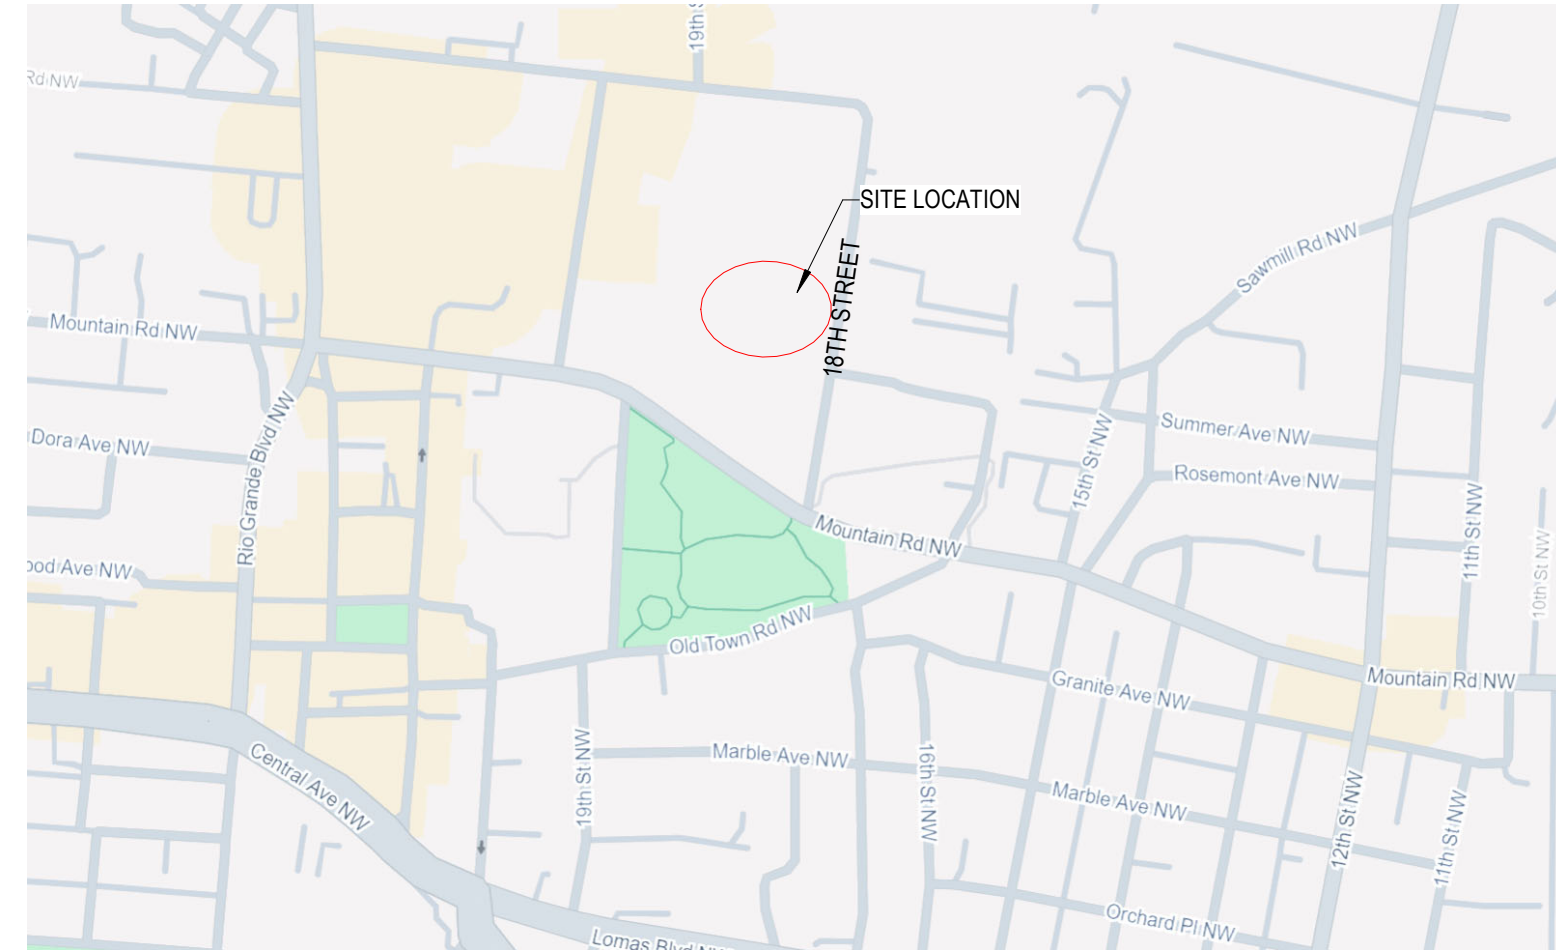 19th S
Rd NW
SITE LOCATION
18TH STREET
Sawmill Rd NW
Mountain Rd NW
Rio Grande Blvd NW
Dora Ave NW
Summer Ave NW
15th St NW
Rosemont Ave NW
11th St NW
Mountain Rd NW
10th St NW
ood Ave NW
Old Town Rd NW
Mountain Rd NW
Granite Ave NW
Central Ave NW
19th St NW
Marble Ave NW
16th St NW
Marble Ave NW
12th St NW
11th St NW
Orchard Pl NW
Lomas Blvd NW